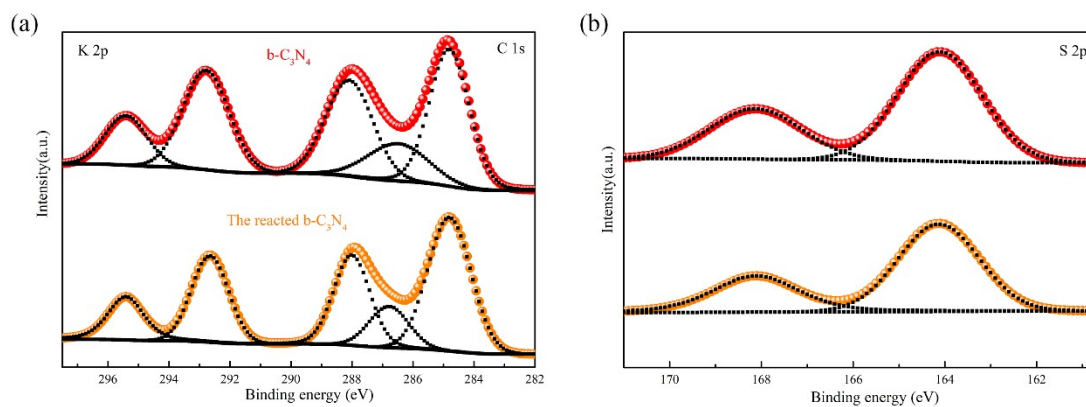 (a)
K 2p
b-C₃N₄
C 1s
The reacted b-C₃N₄
Intensity(a.u.)
296 294 292 290 288 286 284 282
Binding energy (eV)
(b)
S 2p
Intensity(a.u.)
170 168 166 164 162
Binding energy (eV)